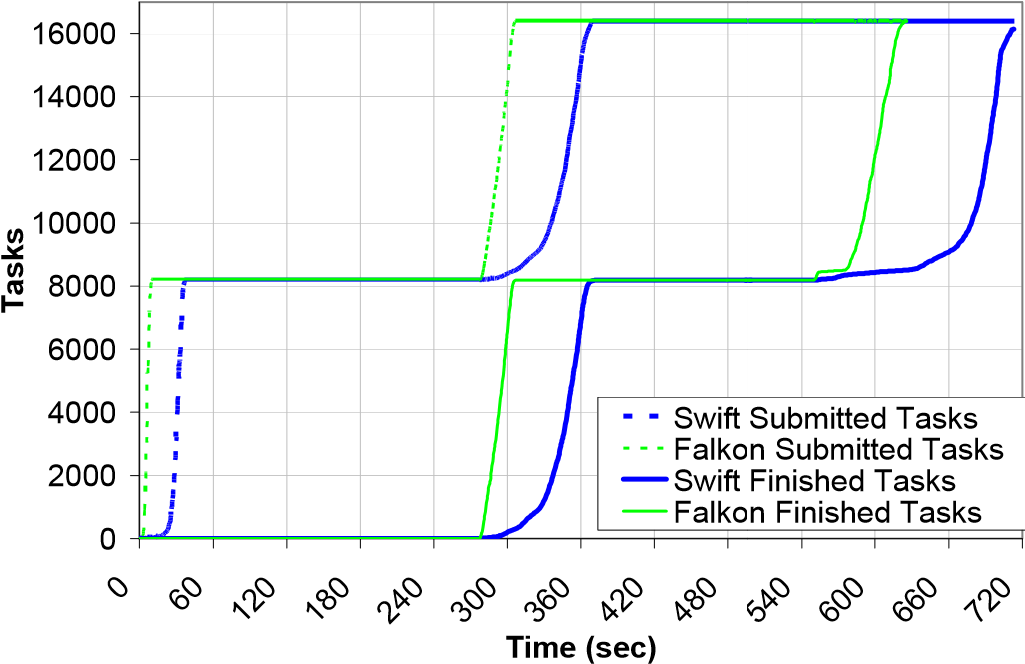 16000
14000
12000
10000
8000
6000
4000
2000
0
Tasks
Swift Submitted Tasks
Falkon Submitted Tasks
Swift Finished Tasks
Falkon Finished Tasks
0 60 120 180 240 300 360 420 480 540 600 660 720
Time (sec)